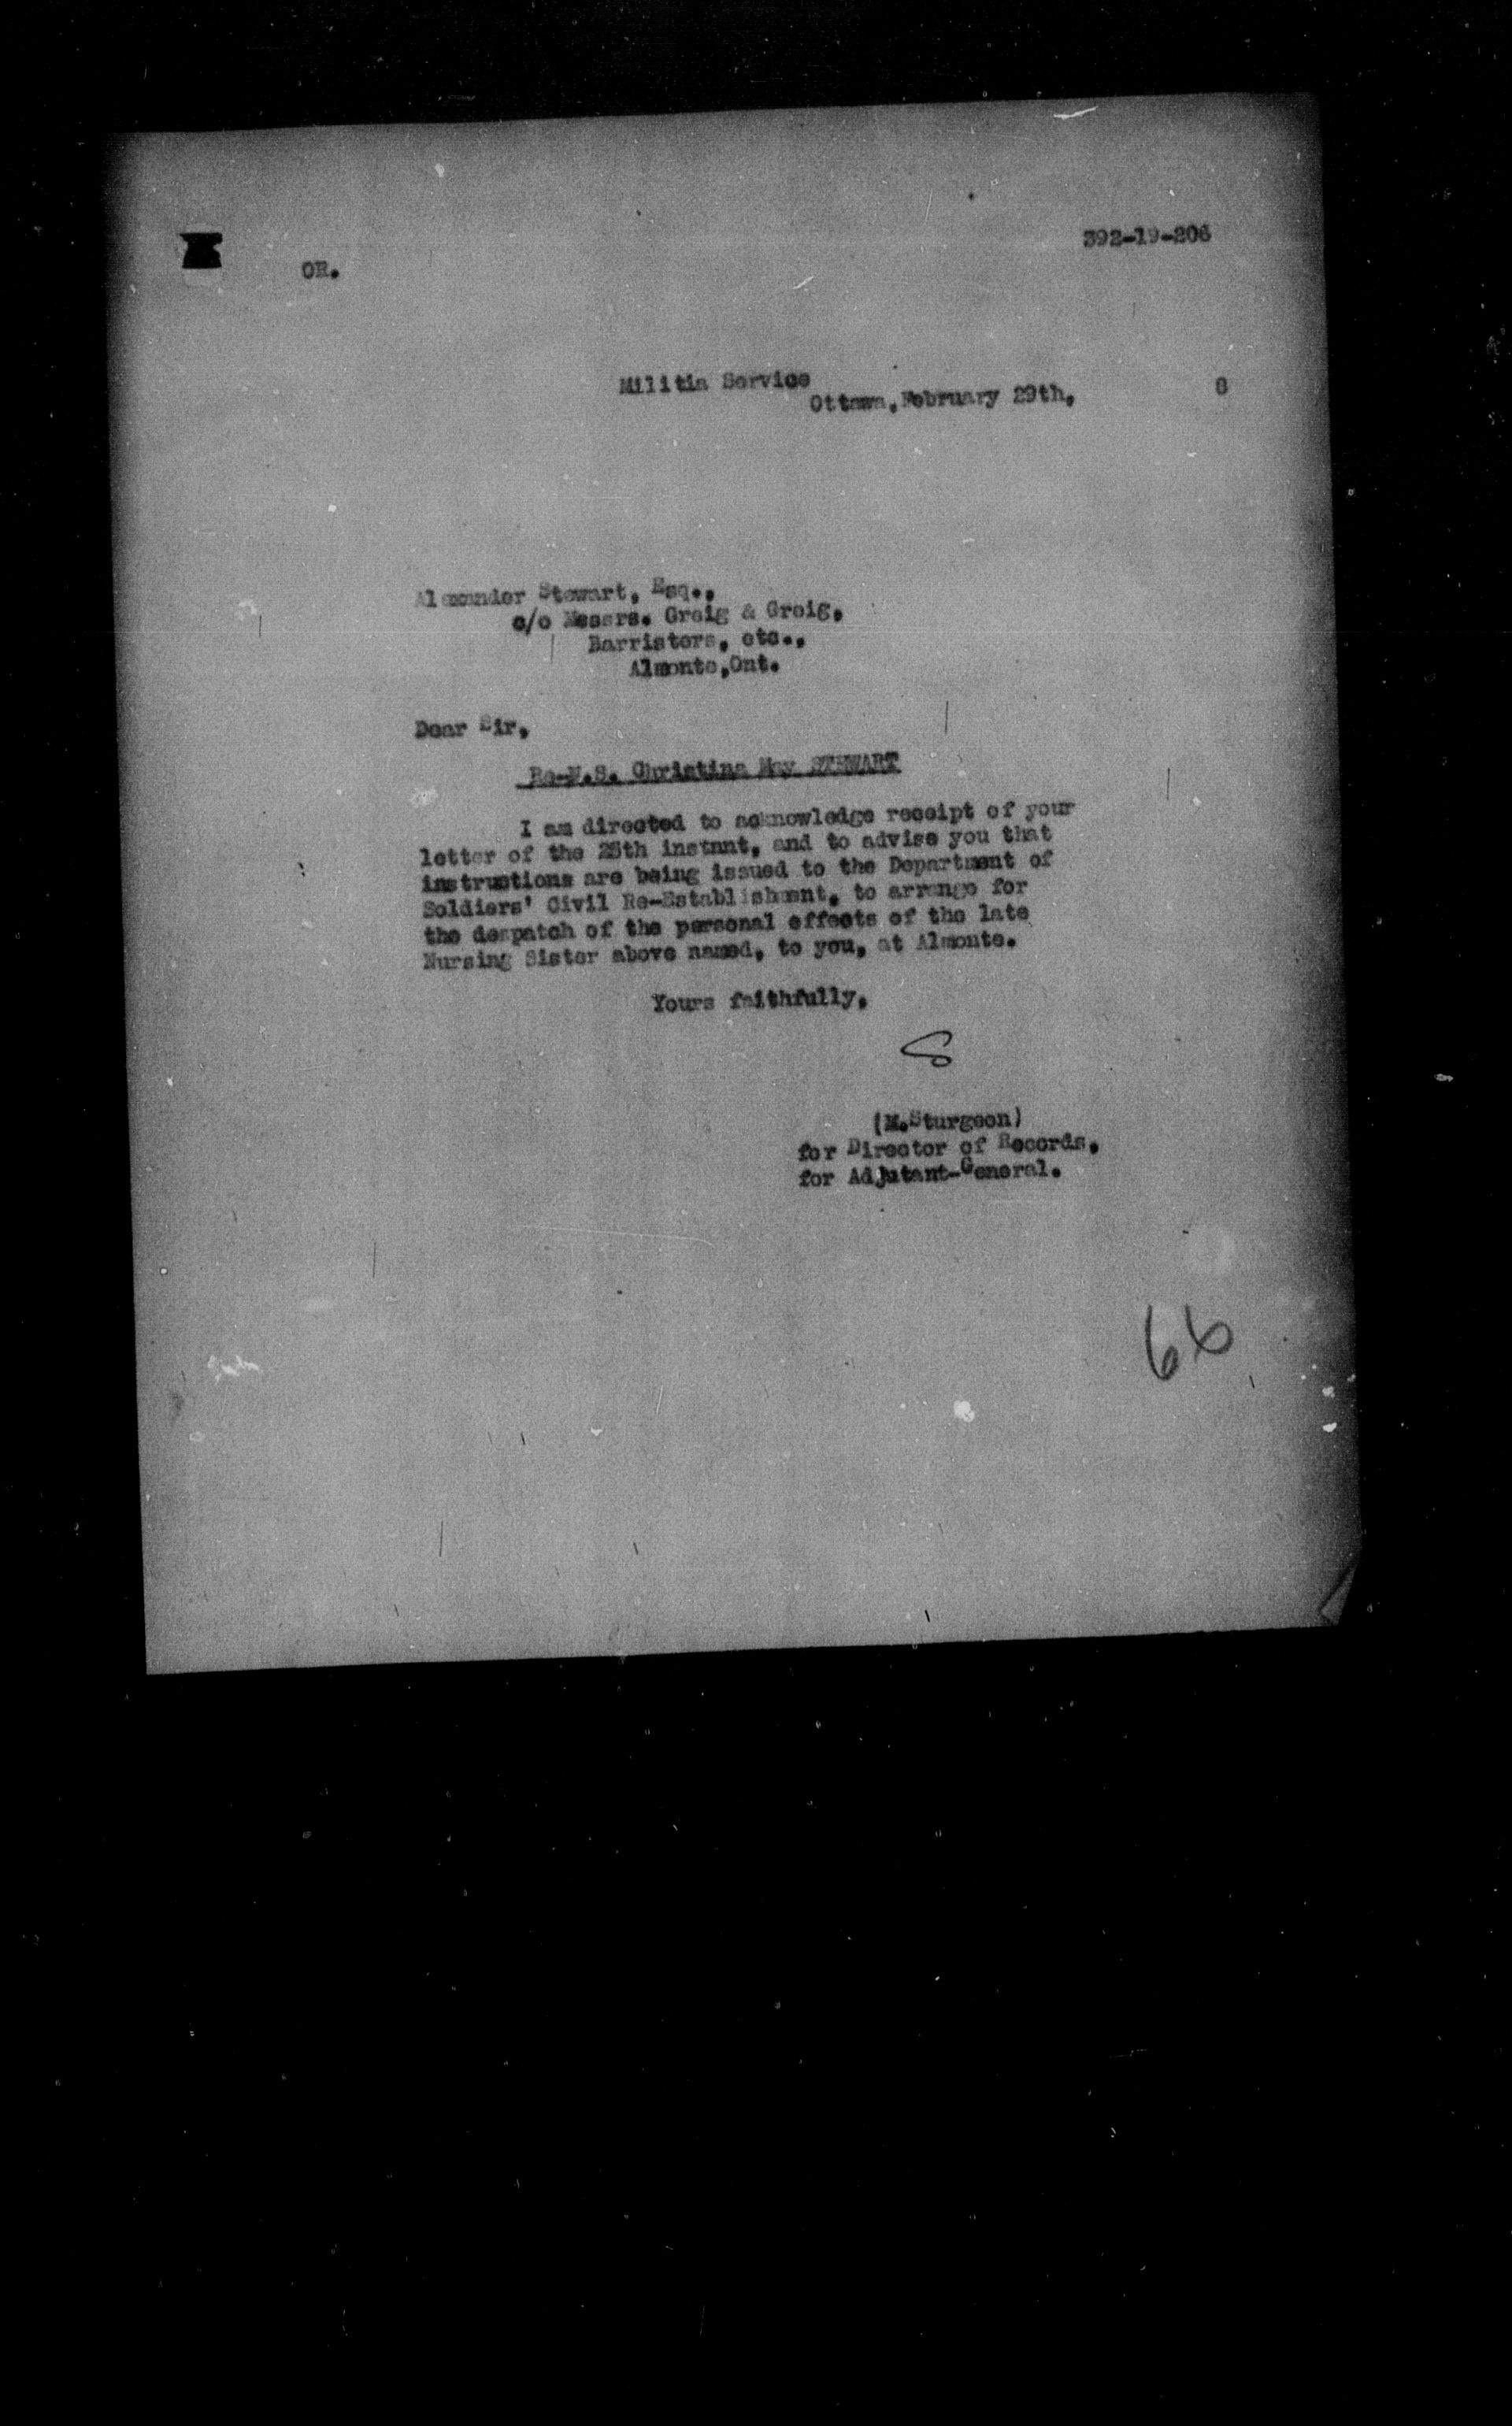 392-19-206
OR.
Militia Service
Ottawa, February 29th, 8
Alexander Stewart, Esq.,
c/o Messrs. Greig & Greig,
Barristers, etc.,
Almonte, Ont.
Dear Sir,
Re-N.S. Christina May STEWART
I am directed to acknowledge receipt of your
letter of the 25th instant, and to advise you that
instructions are being issued to the Department of
Soldiers' Civil Re-Establishment, to arrange for
the despatch of the personal effects of the late
Nursing Sister above named, to you, at Almonte.
Yours faithfully,
S
(M.Sturgeon)
for Director of Records,
for Adjutant-General.
66